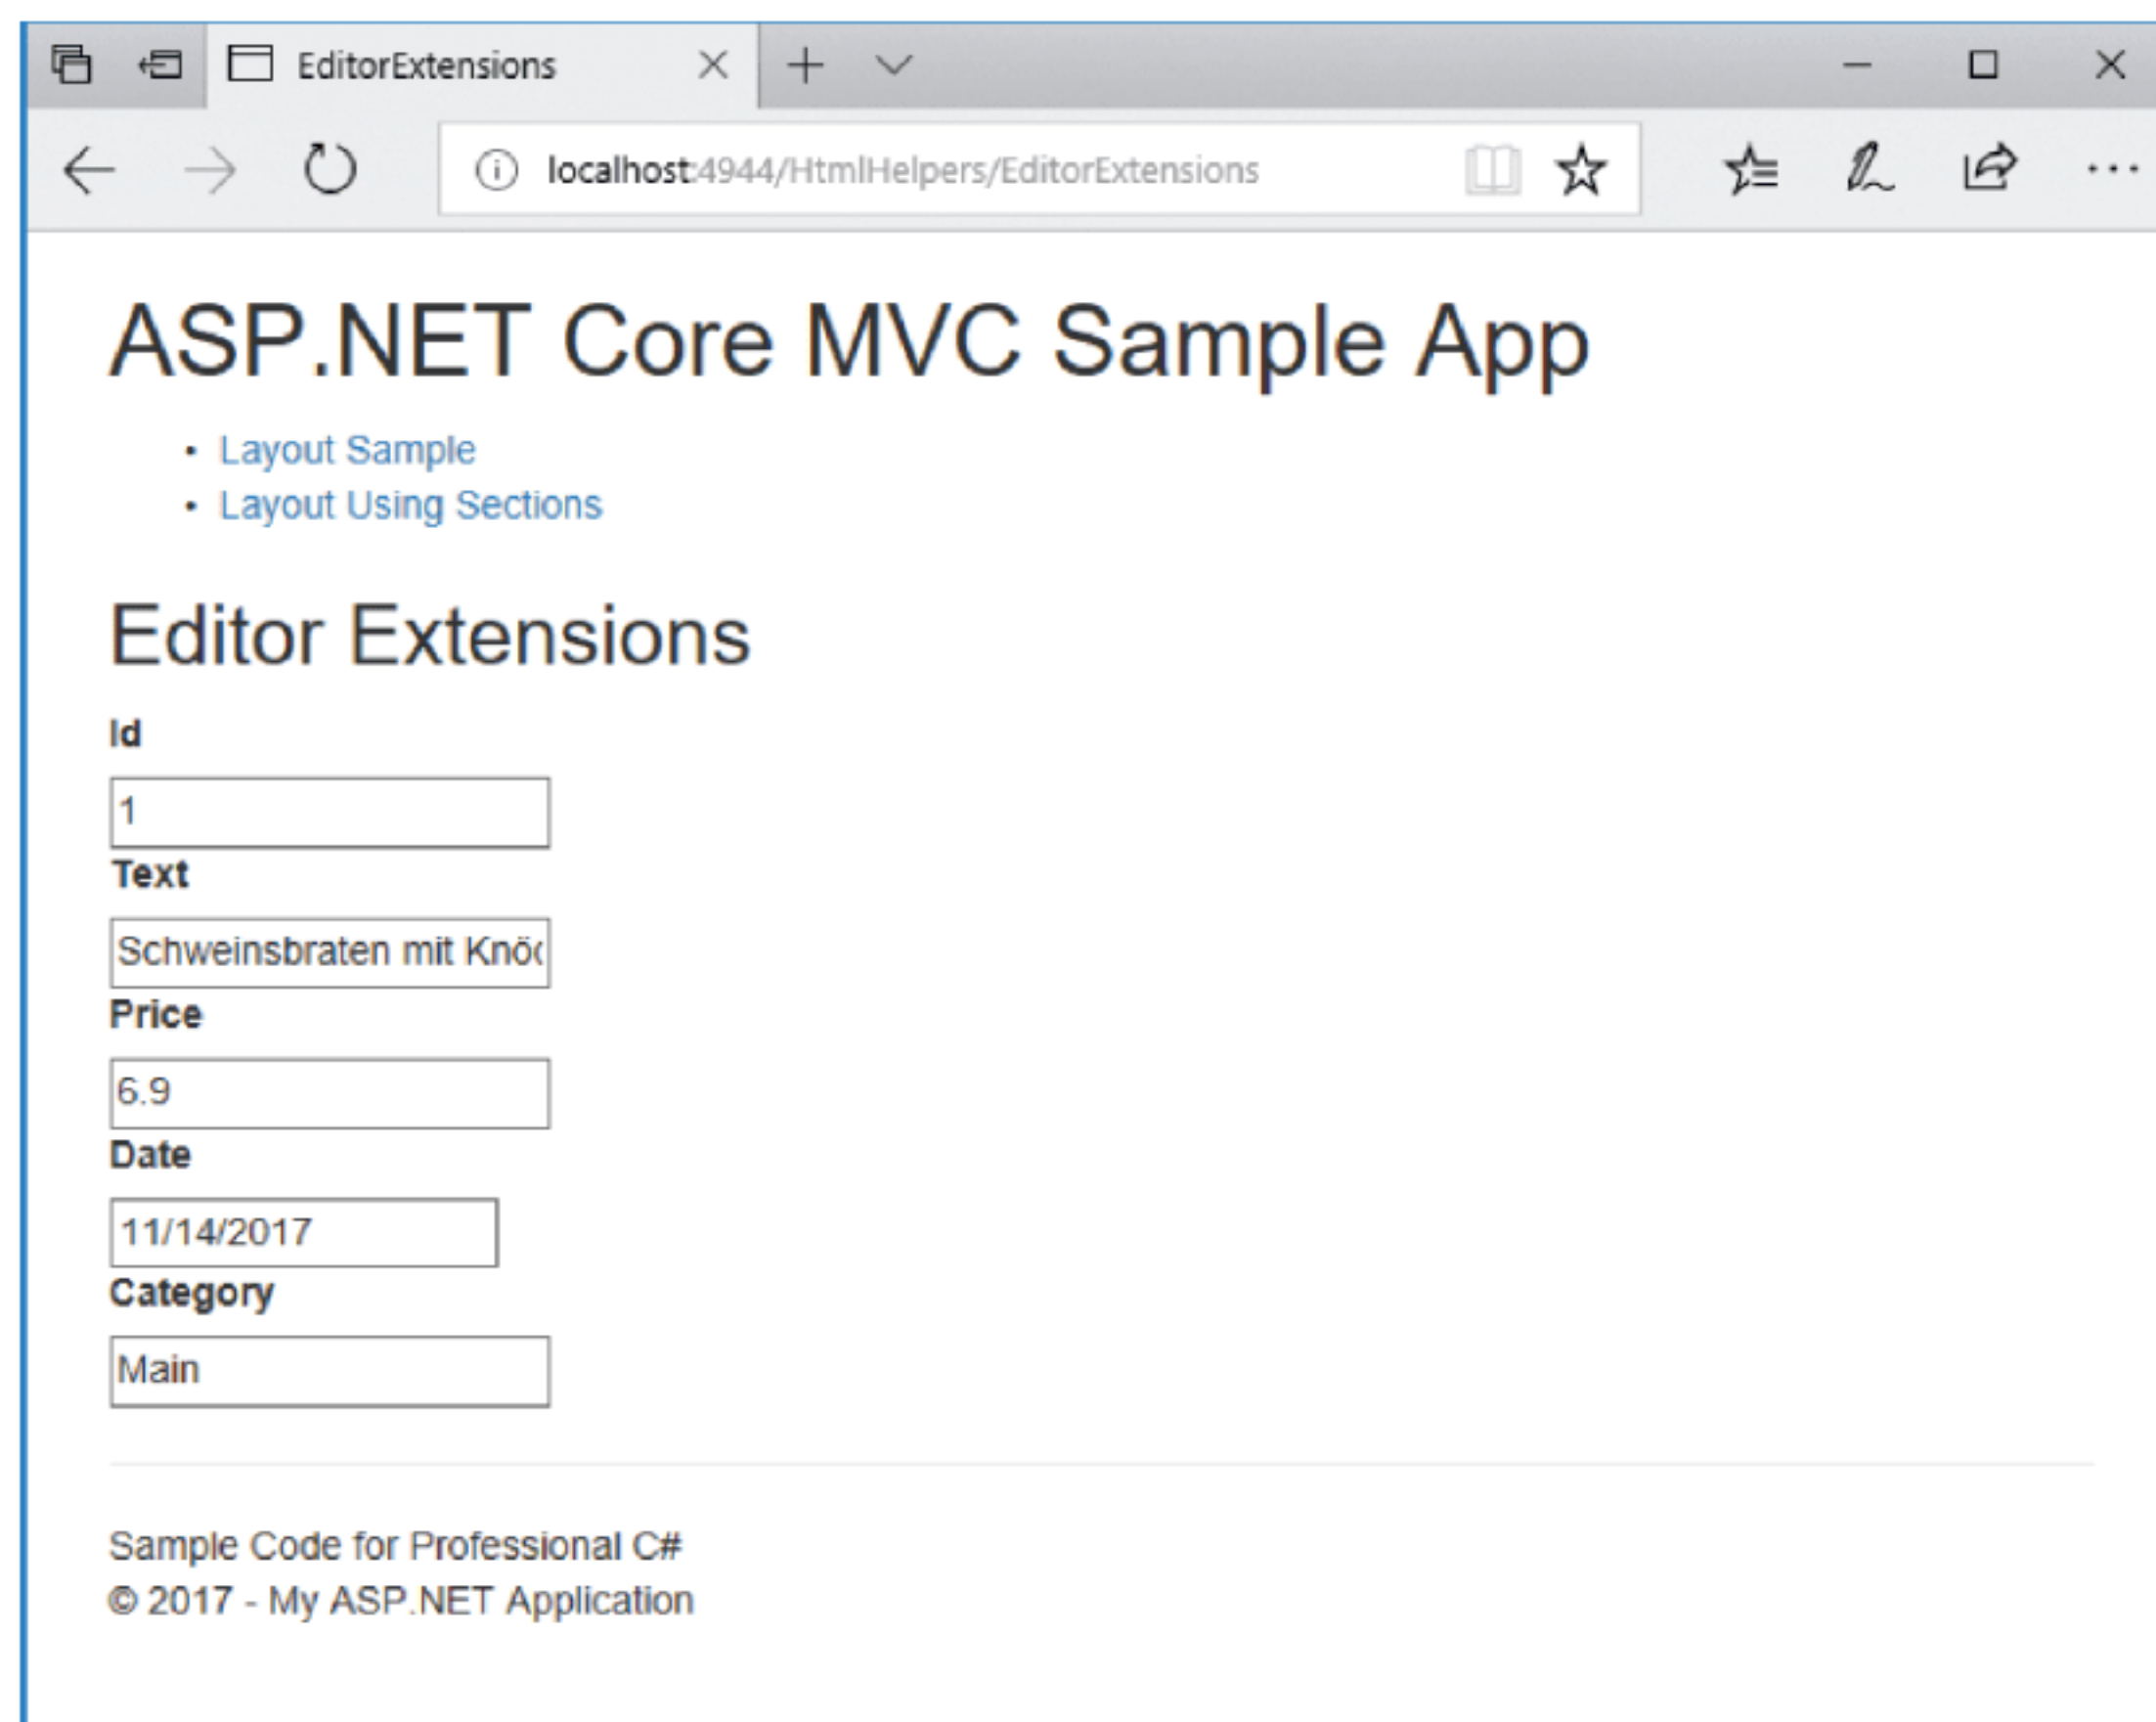 EditorExtensions
localhost:4944/HtmlHelpers/EditorExtensions
ASP.NET Core MVC Sample App
• Layout Sample
• Layout Using Sections
Editor Extensions
Id
1
Text
Schweinsbraten mit
Price
6.9
Date
11/14/2017
Category
Main
Sample Code for Professional C#
© 2017 - My ASP.NET Application